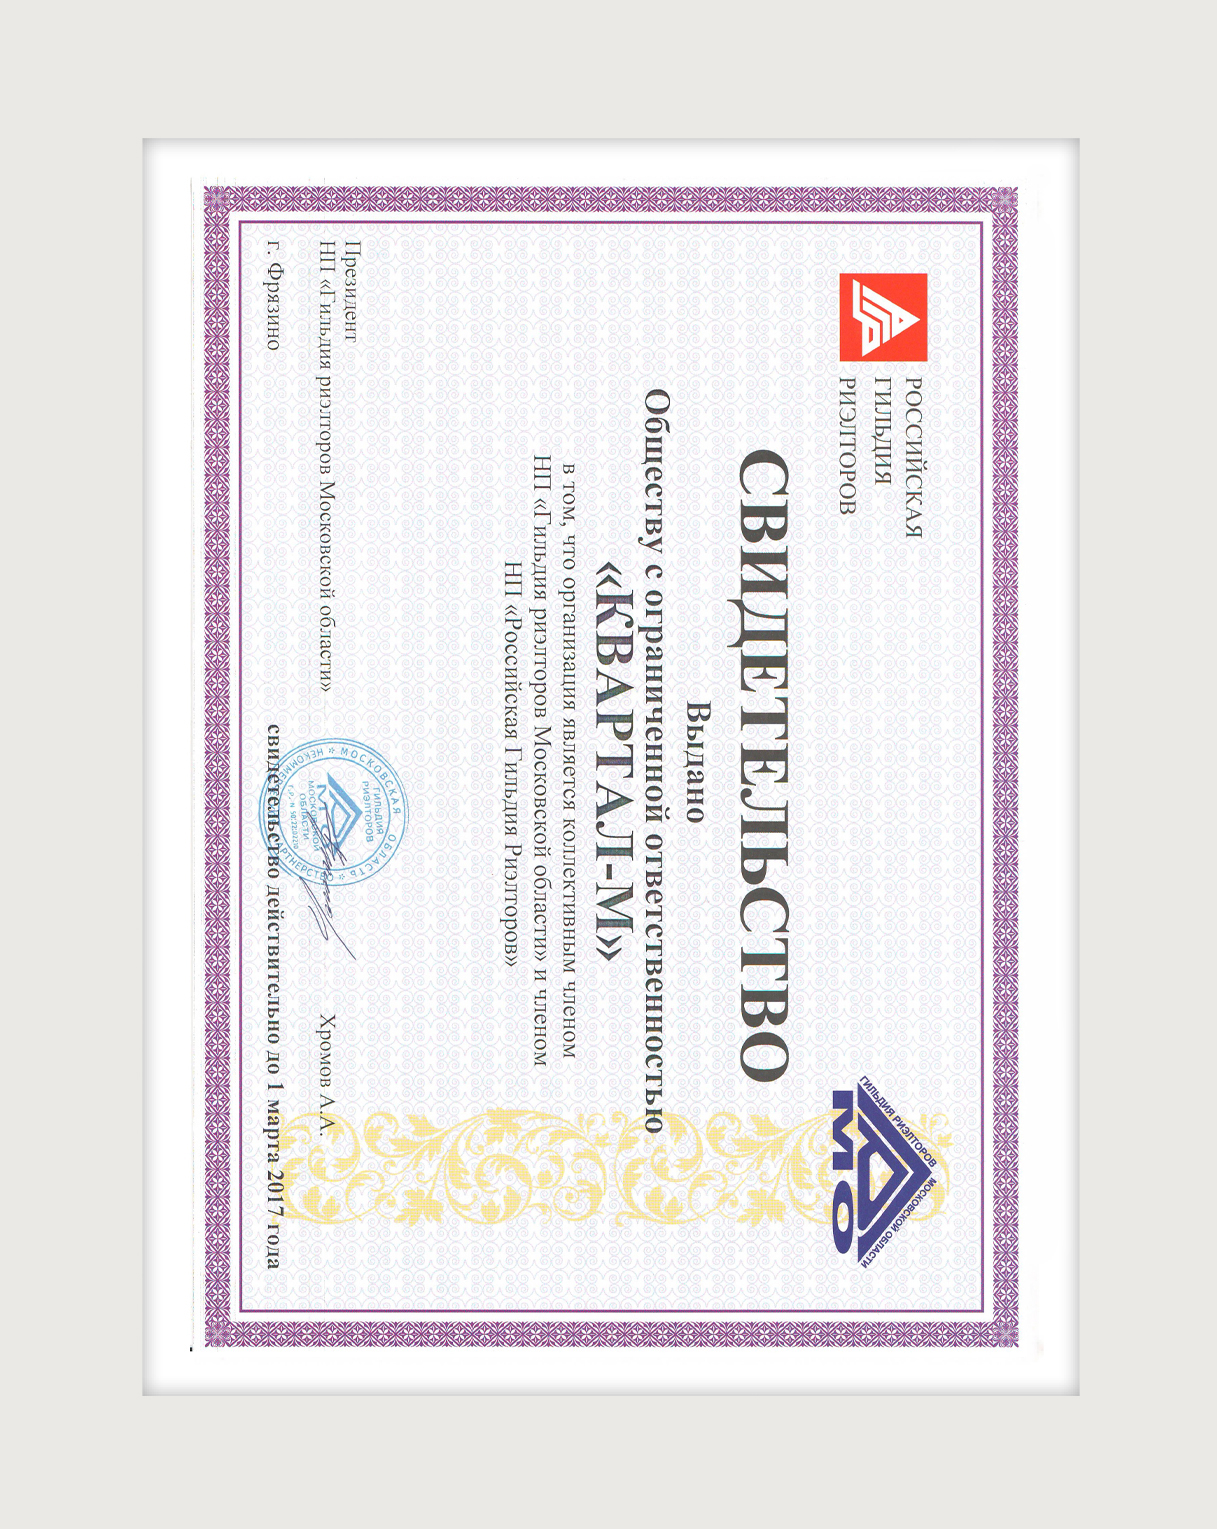 РОССИЙСКАЯ
ГИЛЬДИЯ
РИЭЛТОРОВ
ГИЛЬДИЯ РИЭЛТОРОВ МОСКОВСКОЙ ОБЛАСТИ
МО
СВИДЕТЕЛЬСТВО
Выдано
Обществу с ограниченной ответственностью
«КВАРТАЛ-М»
в том, что организация является коллективным членом
НП «Гильдия риэлторов Московской области» и членом
НП «Российская Гильдия Риэлторов»
Президент
НП «Гильдия риэлторов Московской области»
Хромов А.А.
г. Фрязино
свидетельство действительно до 1 марта 2017 года
МОСКОВСКАЯ ОБЛАСТЬ
ГИЛЬДИЯ
РИЭЛТОРОВ
МОСКОВСКОЙ
ОБЛАСТИ